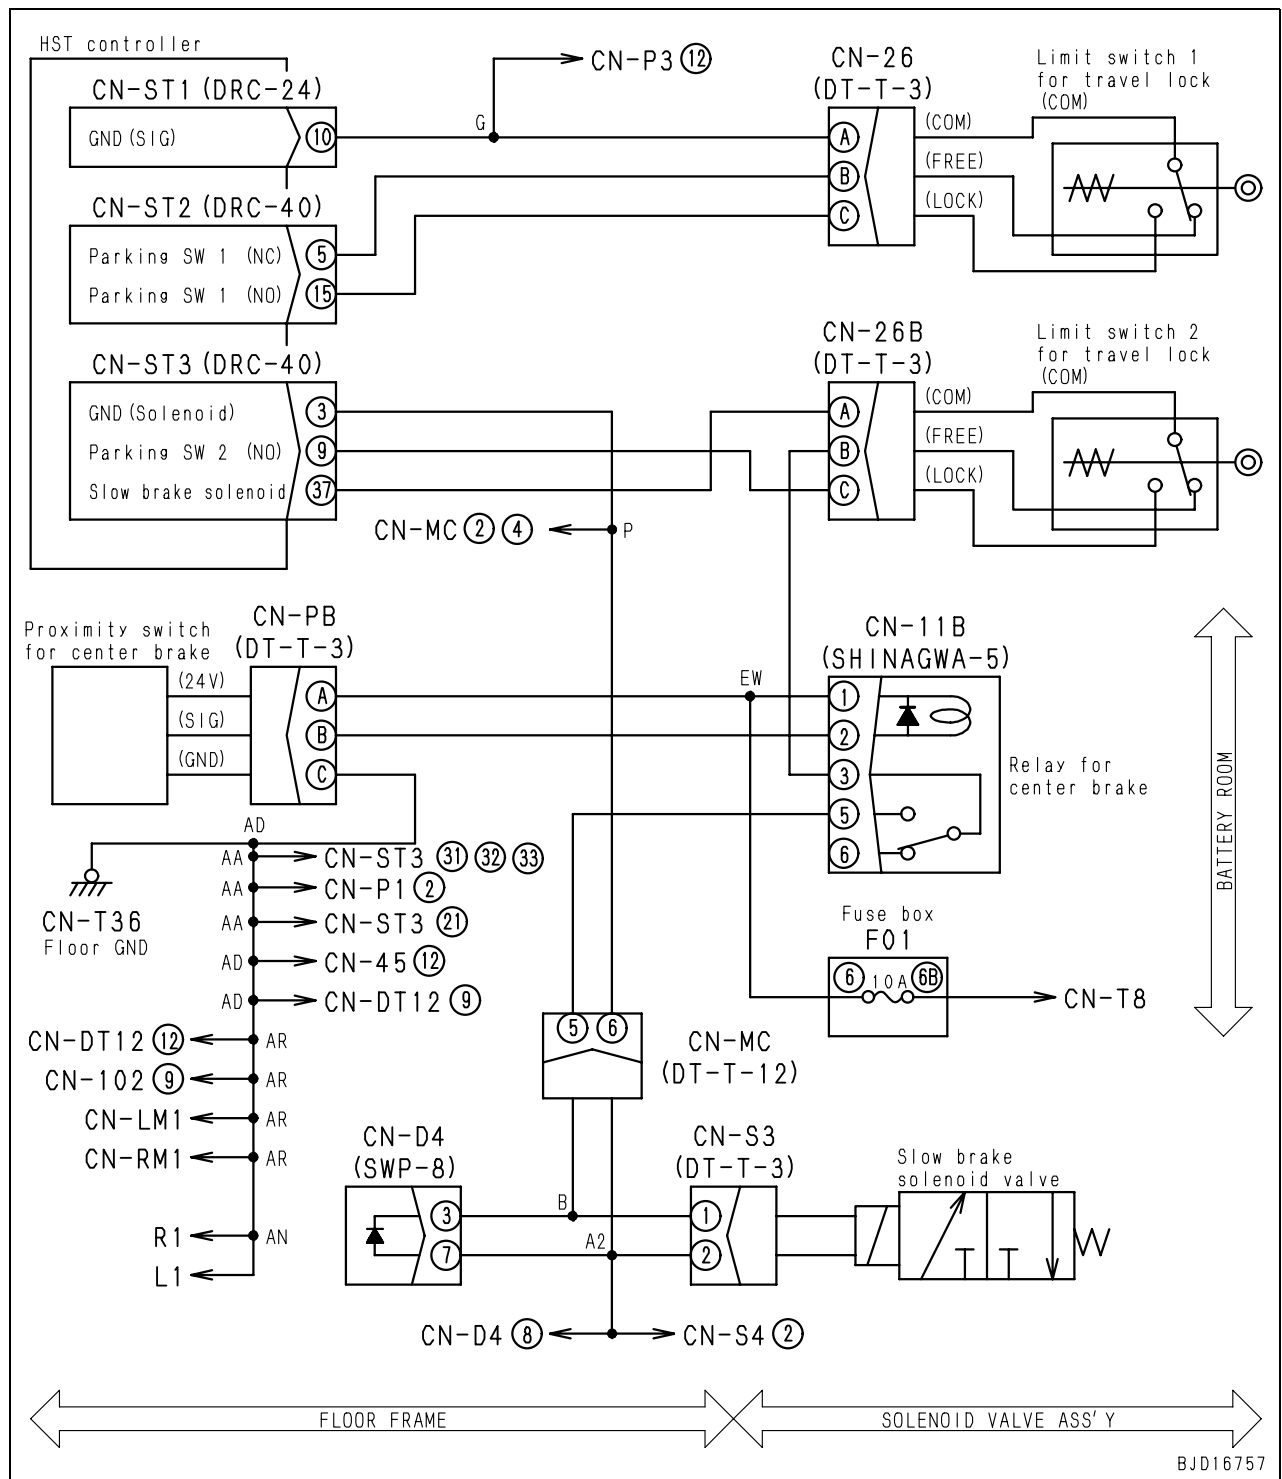 HST controller
CN-ST1 (DRC-24)
GND (SIG)
10
G
CN-P3 12
CN-26
(DT-T-3)
A
B
C
(COM)
(FREE)
(LOCK)
Limit switch 1
for travel lock
(COM)
CN-ST2 (DRC-40)
Parking SW 1 (NC)
5
Parking SW 1 (NO)
15
CN-ST3 (DRC-40)
GND (Solenoid)
3
Parking SW 2 (NO)
9
Slow brake solenoid
37
CN-26B
(DT-T-3)
A
B
C
(COM)
(FREE)
(LOCK)
Limit switch 2
for travel lock
(COM)
CN-MC 2 4
P
Proximity switch
for center brake
(24V)
(SIG)
(GND)
CN-PB
(DT-T-3)
A
B
C
EW
CN-11B
(SHINAGWA-5)
1
2
3
5
6
Relay for
center brake
BATTERY ROOM
AD
CN-T36
Floor GND
AA CN-ST3 31 32 33
AA CN-P1 2
AA CN-ST3 21
AD CN-45 12
AD CN-DT12 9
CN-DT12 12 AR
CN-102 9 AR
CN-LM1 AR
CN-RM1 AR
R1 AN
L1
Fuse box
F01
6 10A 6B
CN-T8
5 6
CN-MC
(DT-T-12)
CN-D4
(SWP-8)
3
7
B
A2
CN-S3
(DT-T-3)
1
2
Slow brake
solenoid valve
CN-D4 8
CN-S4 2
FLOOR FRAME
SOLENOID VALVE ASS'Y
BJD16757